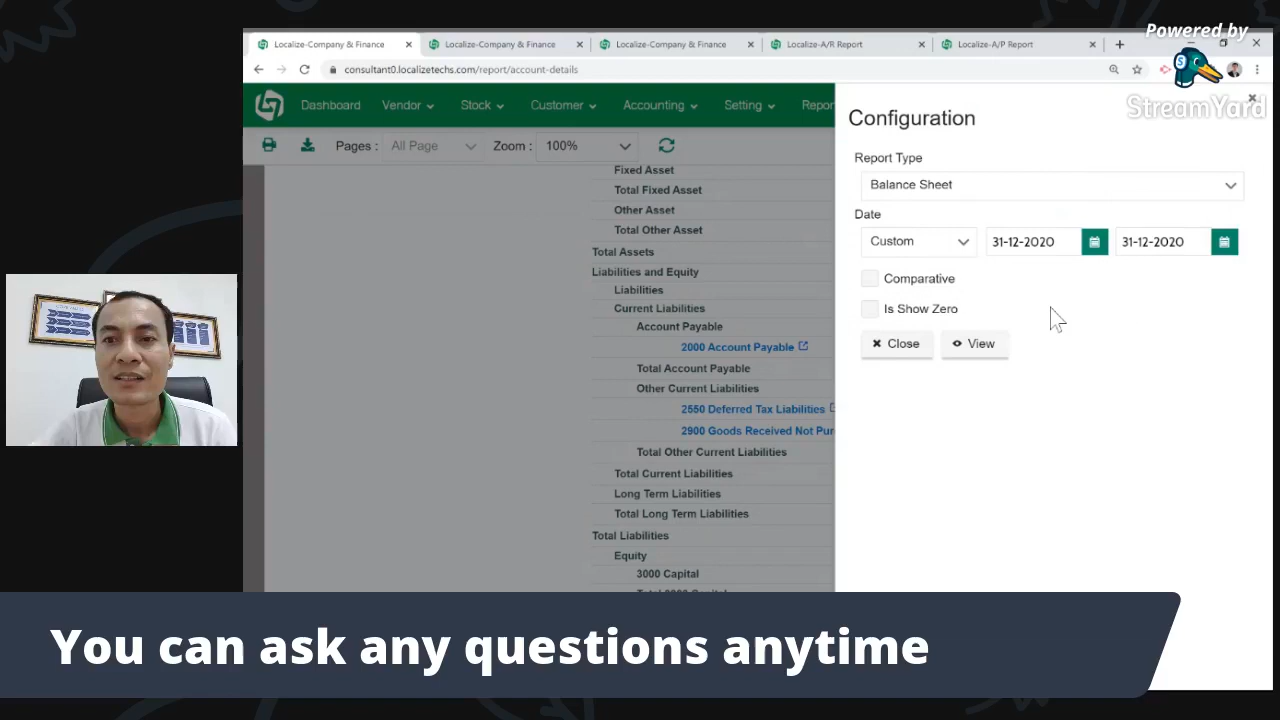 Powered by
StreamYard
Localize-Company & Finance
Localize-Company & Finance
Localize-Company & Finance
Localize-A/R Report
Localize-A/P Report
consultant0.localizetechs.com/report/account-details
Dashboard Vendor Stock Customer Accounting Setting Repor
Pages : All Page Zoom : 100%
Fixed Asset
Total Fixed Asset
Other Asset
Total Other Asset
Total Assets
Liabilities and Equity
Liabilities
Current Liabilities
Account Payable
2000 Account Payable
Total Account Payable
Other Current Liabilities
2550 Deferred Tax Liabilities
2900 Goods Received Not Pur
Total Other Current Liabilities
Total Current Liabilities
Long Term Liabilities
Total Long Term Liabilities
Total Liabilities
Equity
3000 Capital
Configuration
Report Type
Balance Sheet
Date
Custom 31-12-2020 31-12-2020
Comparative
Is Show Zero
Close View
You can ask any questions anytime